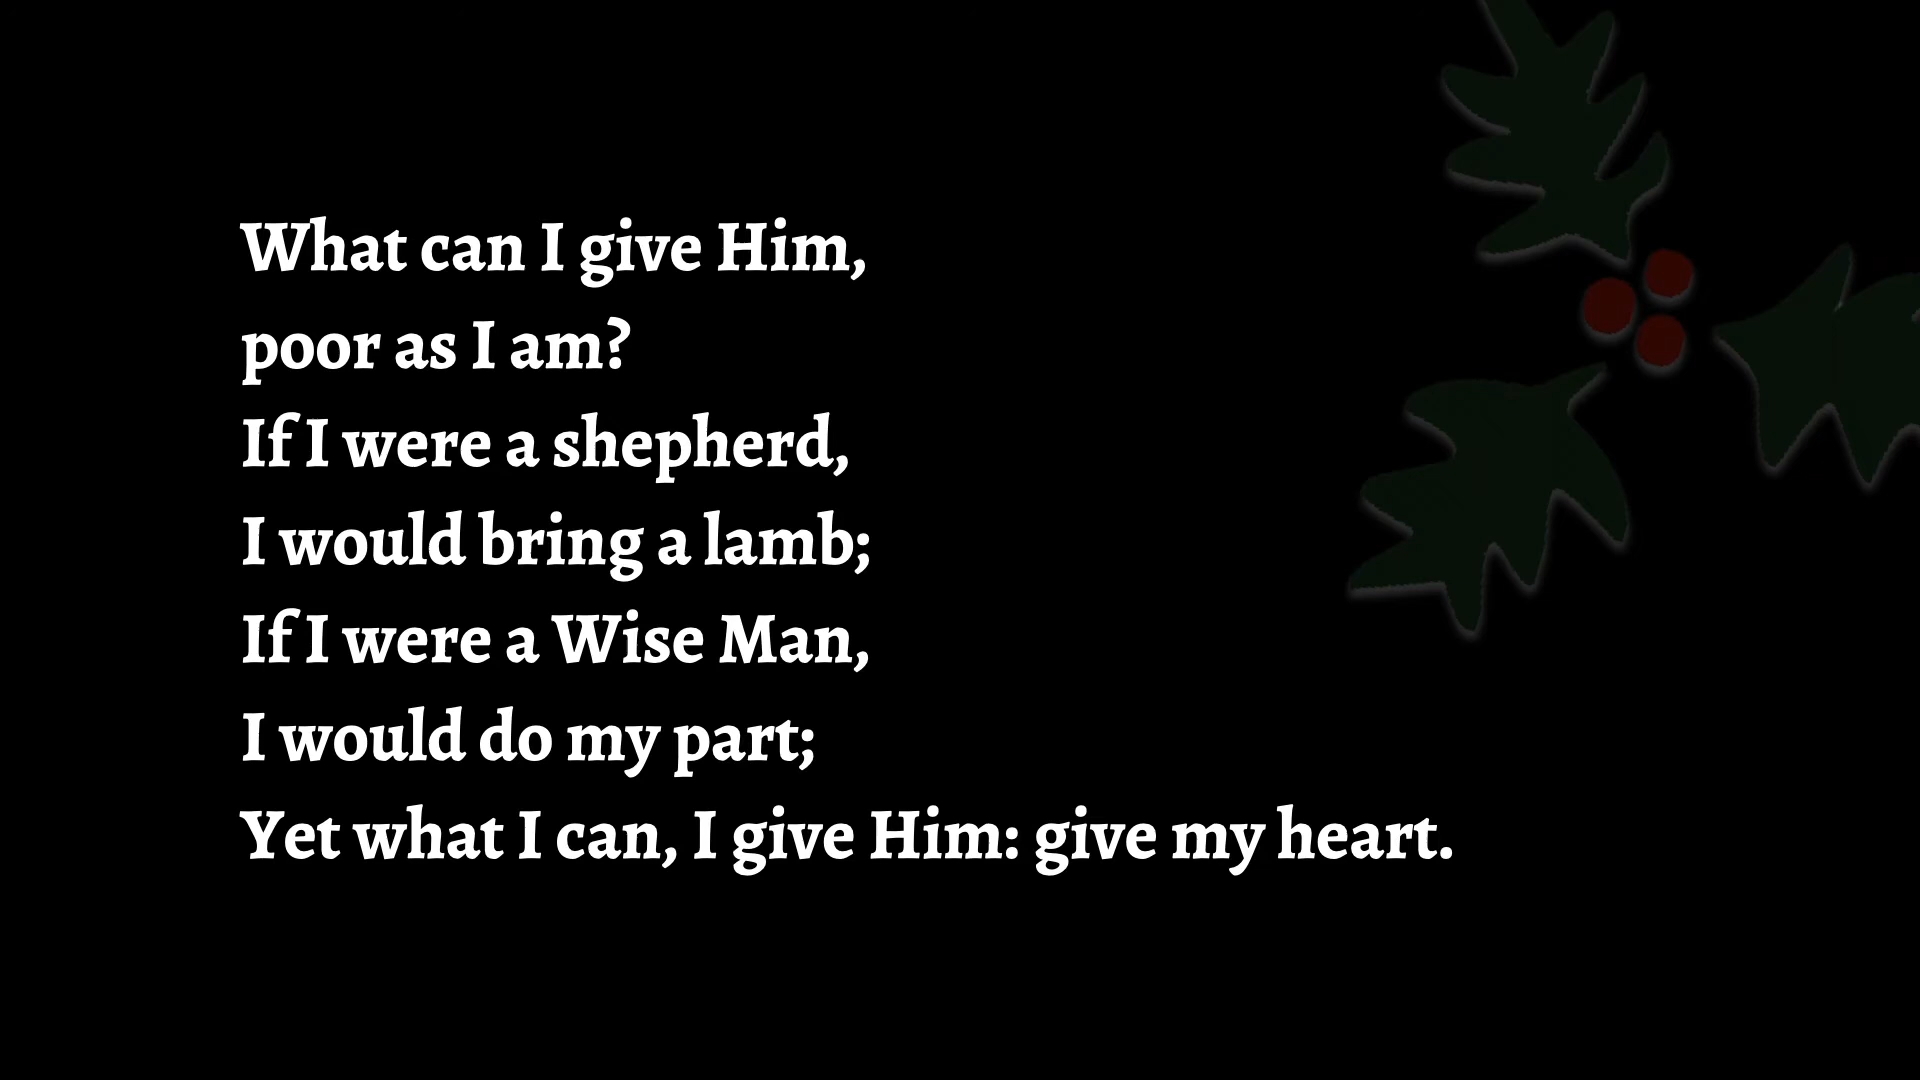 What can I give Him,
poor as I am?
If I were a shepherd,
I would bring a lamb;
If I were a Wise Man,
I would do my part;
Yet what I can, I give Him: give my heart.